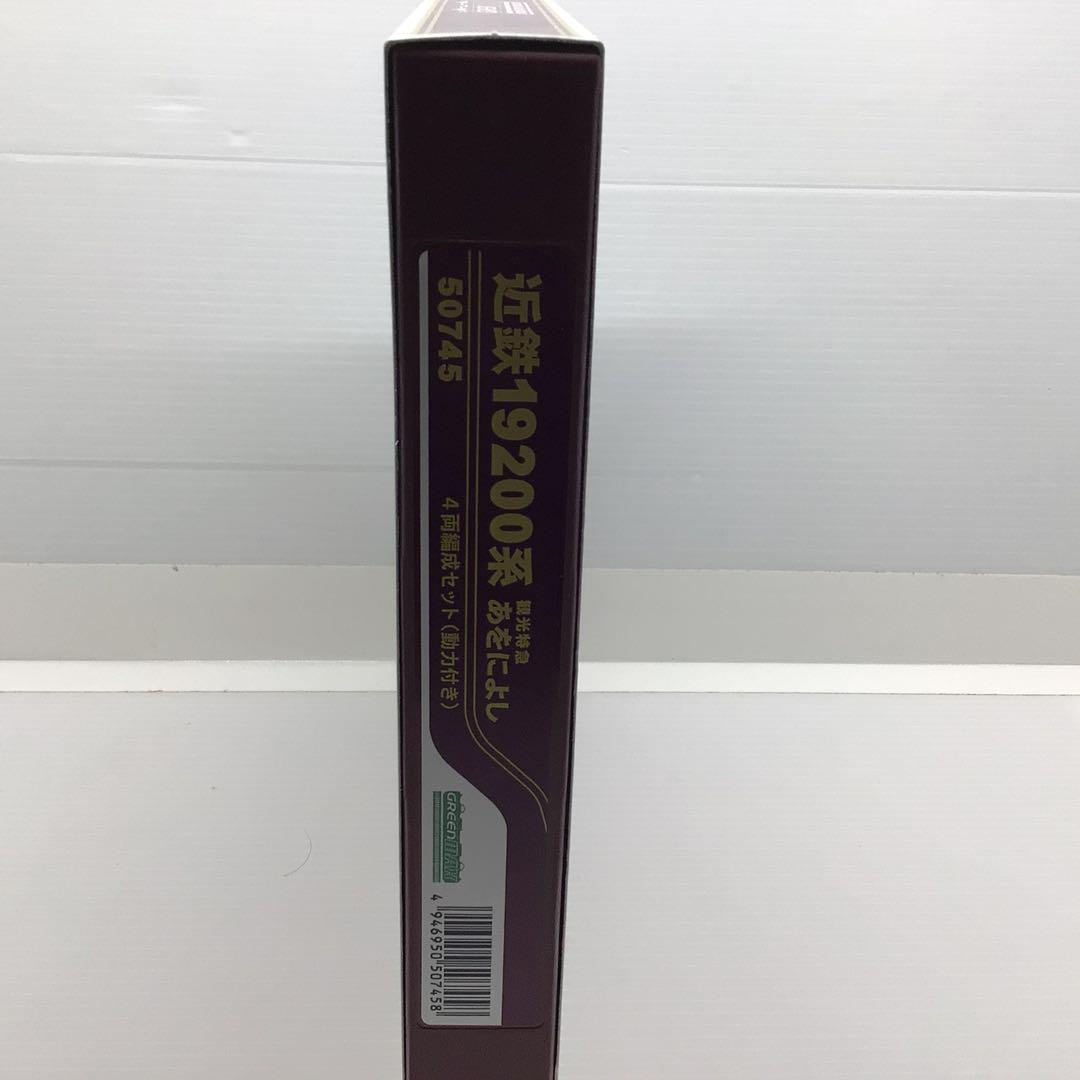 近鉄19200系
観光特急
あをによし
50745
4両編成セット(動力付き)
GREENMAX
4 946950 507458